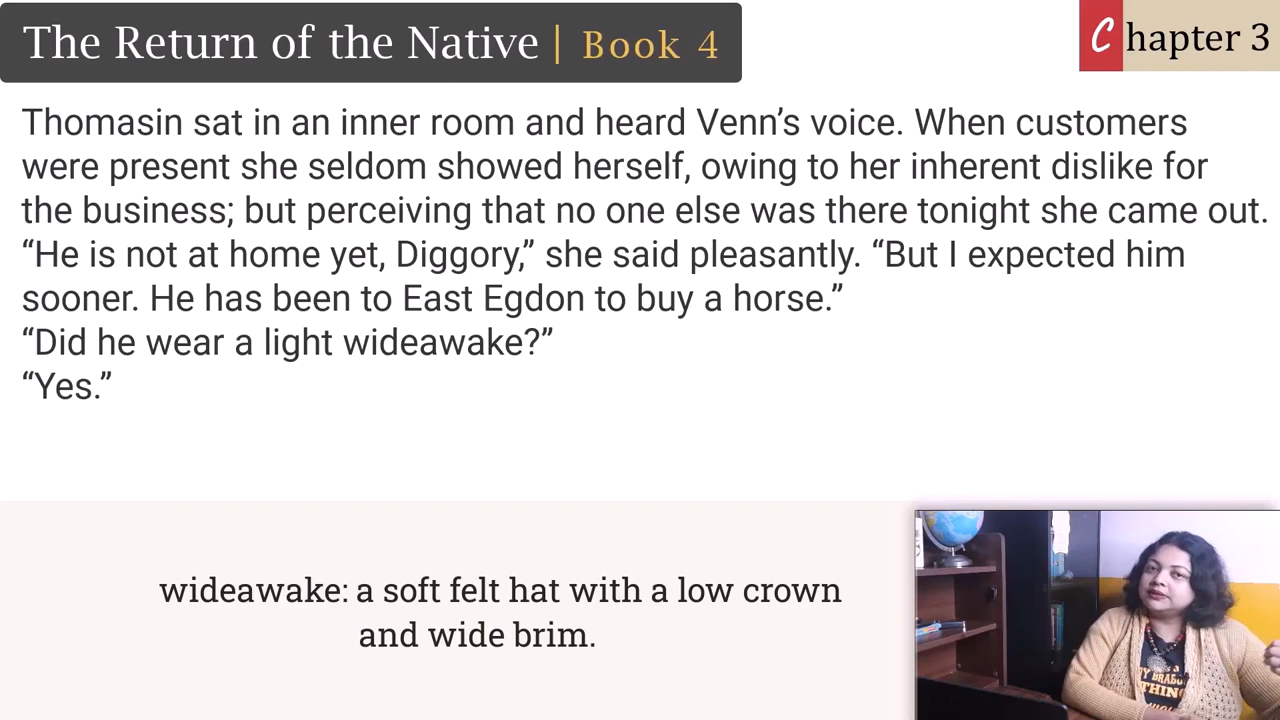 The Return of the Native | Book 4
Chapter 3
Thomasin sat in an inner room and heard Venn’s voice. When customers
were present she seldom showed herself, owing to her inherent dislike for
the business; but perceiving that no one else was there tonight she came out.
“He is not at home yet, Diggory,” she said pleasantly. “But I expected him
sooner. He has been to East Egdon to buy a horse.”
“Did he wear a light wideawake?”
“Yes.”
wideawake: a soft felt hat with a low crown
and wide brim.